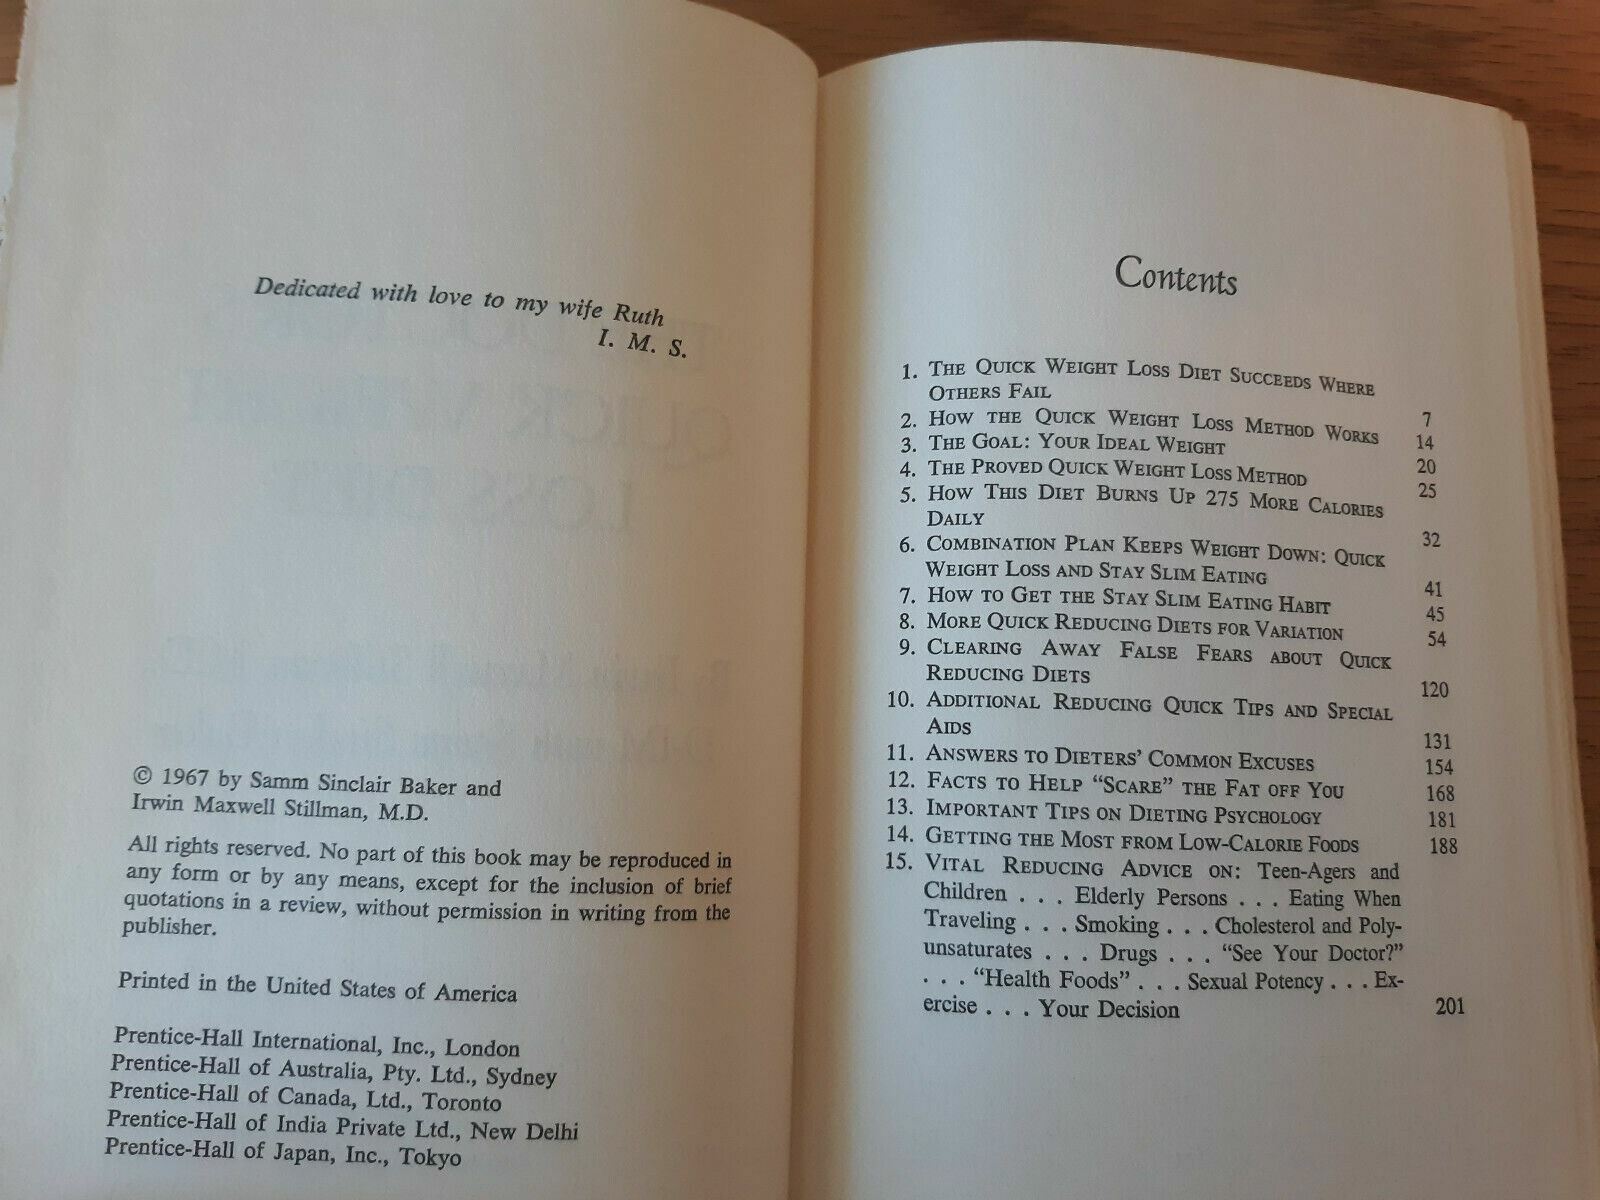 Dedicated with love to my wife Ruth
I. M. S.
© 1967 by Samm Sinclair Baker and
Irwin Maxwell Stillman, M.D.
All rights reserved. No part of this book may be reproduced in
any form or by any means, except for the inclusion of brief
quotations in a review, without permission in writing from the
publisher.
Printed in the United States of America
Prentice-Hall International, Inc., London
Prentice-Hall of Australia, Pty. Ltd., Sydney
Prentice-Hall of Canada, Ltd., Toronto
Prentice-Hall of India Private Ltd., New Delhi
Prentice-Hall of Japan, Inc., Tokyo
Contents
1. THE QUICK WEIGHT LOSS DIET SUCCEEDS WHERE
OTHERS FAIL 7
2. HOW THE QUICK WEIGHT LOSS METHOD WORKS 14
3. THE GOAL: YOUR IDEAL WEIGHT 20
4. THE PROVED QUICK WEIGHT LOSS METHOD 25
5. HOW THIS DIET BURNS UP 275 MORE CALORIES
DAILY 32
6. COMBINATION PLAN KEEPS WEIGHT DOWN: QUICK
WEIGHT LOSS AND STAY SLIM EATING 41
7. HOW TO GET THE STAY SLIM EATING HABIT 45
8. MORE QUICK REDUCING DIETS FOR VARIATION 54
9. CLEARING AWAY FALSE FEARS ABOUT QUICK
REDUCING DIETS 120
10. ADDITIONAL REDUCING QUICK TIPS AND SPECIAL
AIDS 131
11. ANSWERS TO DIETERS' COMMON EXCUSES 154
12. FACTS TO HELP "SCARE" THE FAT OFF YOU 168
13. IMPORTANT TIPS ON DIETING PSYCHOLOGY 181
14. GETTING THE MOST FROM LOW-CALORIE FOODS 188
15. VITAL REDUCING ADVICE ON: Teen-Agers and
Children . . . Elderly Persons . . . Eating When
Traveling . . . Smoking . . . Cholesterol and Poly-
unsaturates . . . Drugs . . . "See Your Doctor?"
. . . "Health Foods" . . . Sexual Potency . . . Ex-
ercise . . . Your Decision 201